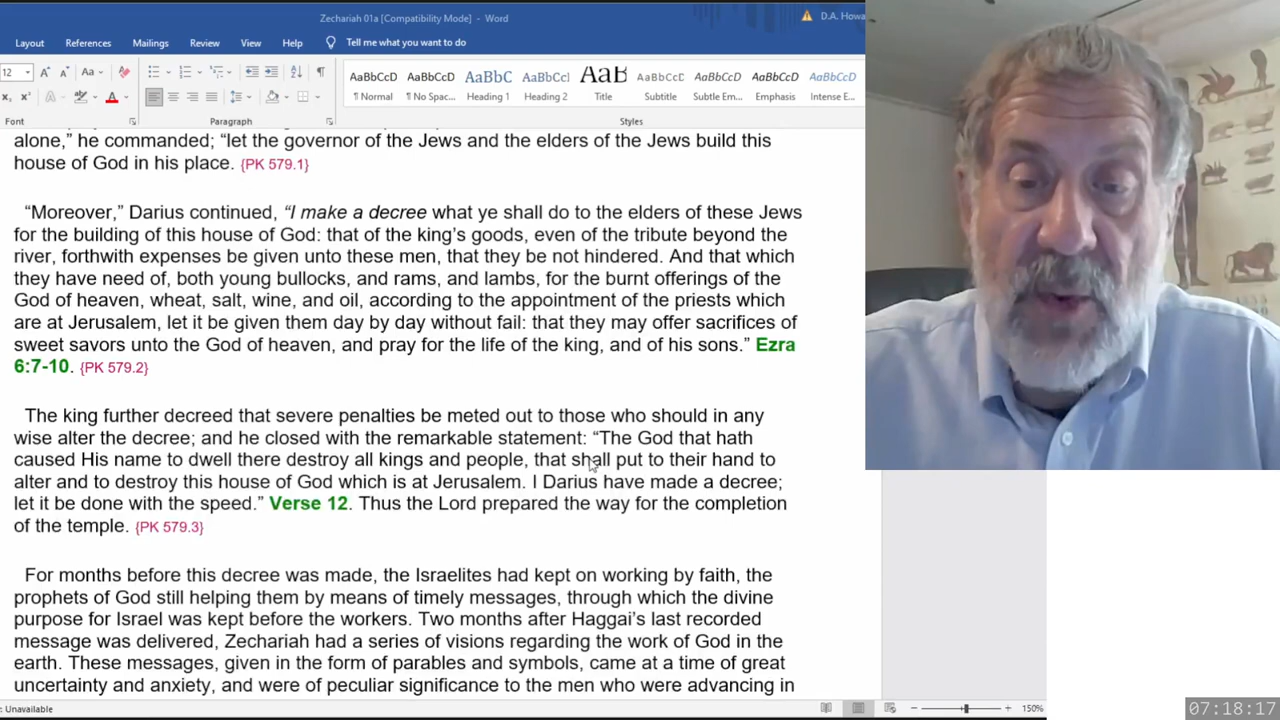 Zechariah 01a [Compatibility Mode] - Word
D.A. Howa
Layout References Mailings Review View Help Tell me what you want to do
12 Aa
Font Paragraph Styles
AaBbCcD AaBbCcD AaBbC AaBbCcI AaB AaBbCcD AaBbCcD AaBbCcD AaBbCcD
¶ Normal ¶ No Spac... Heading 1 Heading 2 Title Subtitle Subtle Em... Emphasis Intense E...
alone,” he commanded; “let the governor of the Jews and the elders of the Jews build this
house of God in his place. {PK 579.1}
“Moreover,” Darius continued, “I make a decree what ye shall do to the elders of these Jews
for the building of this house of God: that of the king’s goods, even of the tribute beyond the
river, forthwith expenses be given unto these men, that they be not hindered. And that which
they have need of, both young bullocks, and rams, and lambs, for the burnt offerings of the
God of heaven, wheat, salt, wine, and oil, according to the appointment of the priests which
are at Jerusalem, let it be given them day by day without fail: that they may offer sacrifices of
sweet savors unto the God of heaven, and pray for the life of the king, and of his sons.” Ezra
6:7-10. {PK 579.2}
The king further decreed that severe penalties be meted out to those who should in any
wise alter the decree; and he closed with the remarkable statement: “The God that hath
caused His name to dwell there destroy all kings and people, that shall put to their hand to
alter and to destroy this house of God which is at Jerusalem. I Darius have made a decree;
let it be done with the speed.” Verse 12. Thus the Lord prepared the way for the completion
of the temple. {PK 579.3}
For months before this decree was made, the Israelites had kept on working by faith, the
prophets of God still helping them by means of timely messages, through which the divine
purpose for Israel was kept before the workers. Two months after Haggai’s last recorded
message was delivered, Zechariah had a series of visions regarding the work of God in the
earth. These messages, given in the form of parables and symbols, came at a time of great
uncertainty and anxiety, and were of peculiar significance to the men who were advancing in
: Unavailable
150%
07:18:17